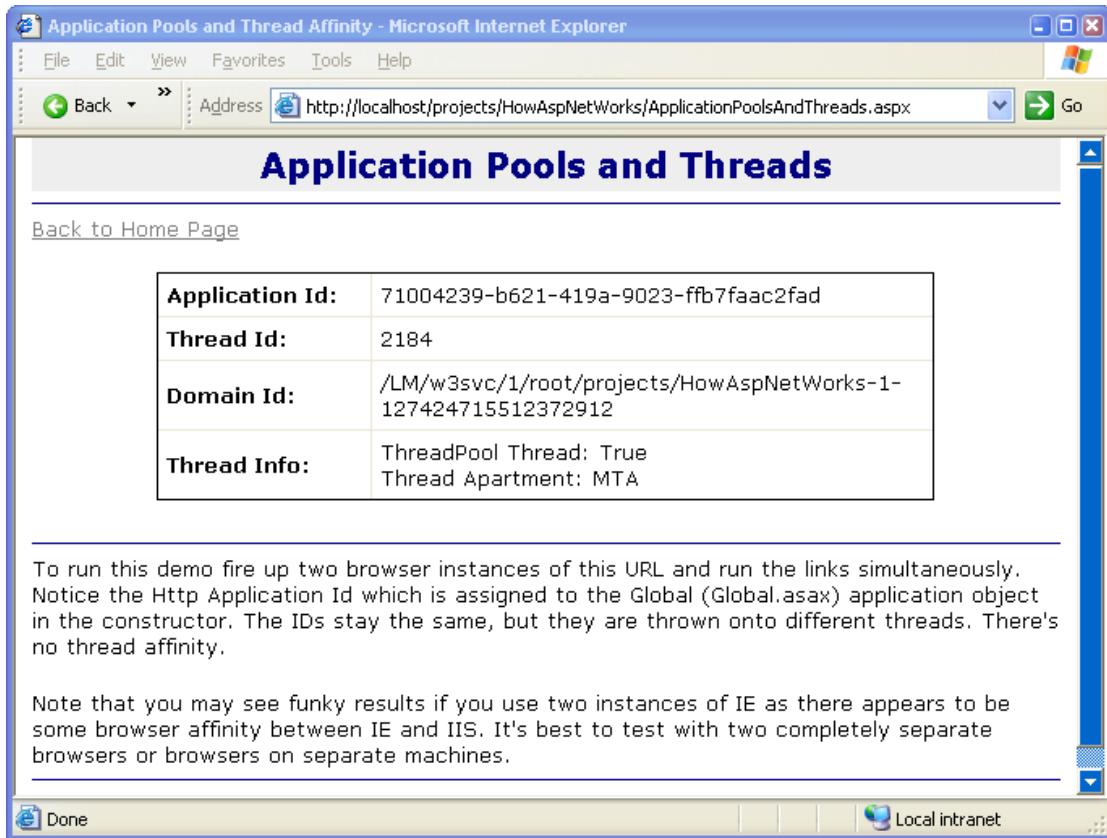 Application Pools and Thread Affinity - Microsoft Internet Explorer
File Edit View Favorites Tools Help
Back » Address http://localhost/projects/HowAspNetWorks/ApplicationPoolsAndThreads.aspx Go
Application Pools and Threads
Back to Home Page
Application Id: 71004239-b621-419a-9023-ffb7faac2fad
Thread Id: 2184
Domain Id: /LM/w3svc/1/root/projects/HowAspNetWorks-1-
127424715512372912
Thread Info: ThreadPool Thread: True
Thread Apartment: MTA
To run this demo fire up two browser instances of this URL and run the links simultaneously.
Notice the Http Application Id which is assigned to the Global (Global.asax) application object
in the constructor. The IDs stay the same, but they are thrown onto different threads. There's
no thread affinity.
Note that you may see funky results if you use two instances of IE as there appears to be
some browser affinity between IE and IIS. It's best to test with two completely separate
browsers or browsers on separate machines.
Done Local intranet